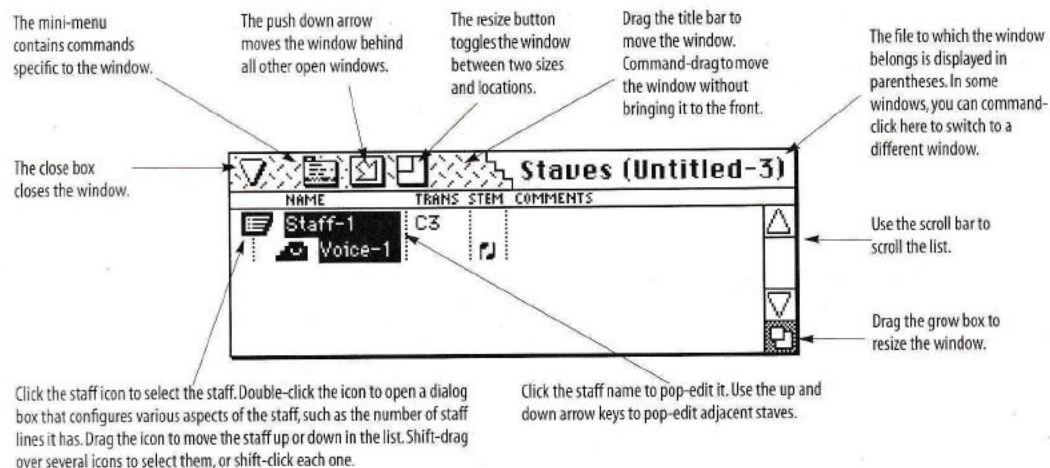 The mini-menu
contains commands
specific to the window.
The push down arrow
moves the window behind
all other open windows.
The resize button
toggles the window
between two sizes
and locations.
Drag the title bar to
move the window.
Command-drag to move
the window without
bringing it to the front.
The file to which the window
belongs is displayed in
parentheses. In some
windows, you can command-
click here to switch to a
different window.
The close box
closes the window.
Staves (Untitled-3)
NAME TRANS STEM COMMENTS
Staff-1 C3
Voice-1
Use the scroll bar to
scroll the list.
Drag the grow box to
resize the window.
Click the staff icon to select the staff. Double-click the icon to open a dialog
box that configures various aspects of the staff, such as the number of staff
lines it has. Drag the icon to move the staff up or down in the list. Shift-drag
over several icons to select them, or shift-click each one.
Click the staff name to pop-edit it. Use the up and
down arrow keys to pop-edit adjacent staves.